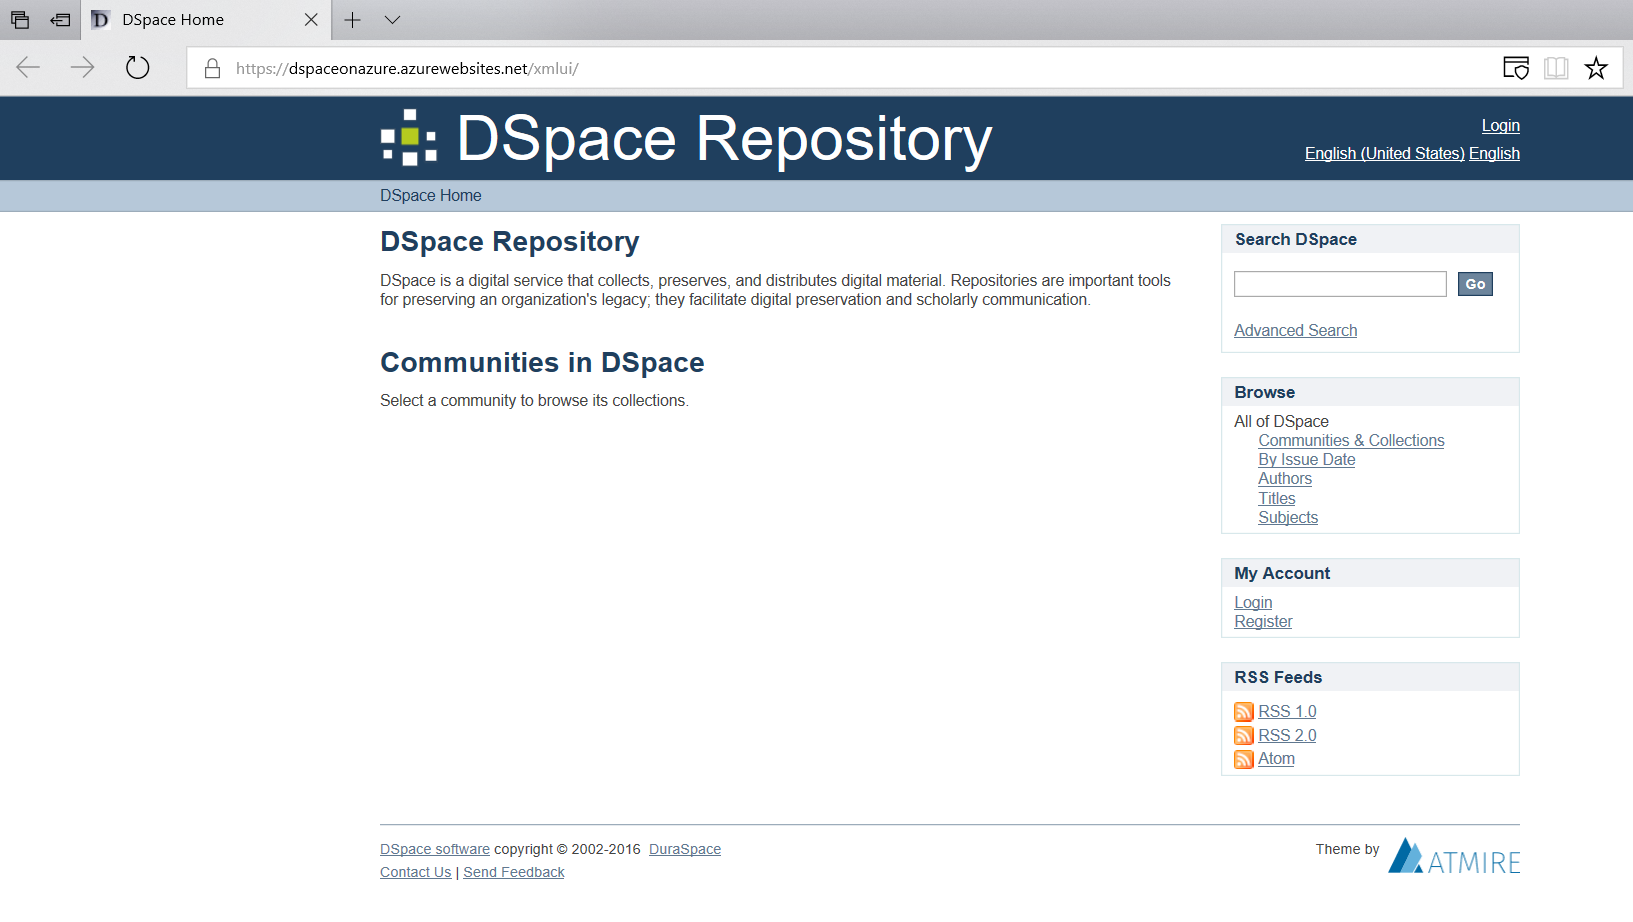 DSpace Home
https://dspaceonazure.azurewebsites.net/xmlui/
DSpace Repository
Login
English (United States) English
DSpace Home
DSpace Repository
DSpace is a digital service that collects, preserves, and distributes digital material. Repositories are important tools
for preserving an organization's legacy; they facilitate digital preservation and scholarly communication.
Communities in DSpace
Select a community to browse its collections.
Search DSpace
Go
Advanced Search
Browse
All of DSpace
Communities & Collections
By Issue Date
Authors
Titles
Subjects
My Account
Login
Register
RSS Feeds
RSS 1.0
RSS 2.0
Atom
DSpace software copyright © 2002-2016 DuraSpace
Contact Us | Send Feedback
Theme by ATMIRE